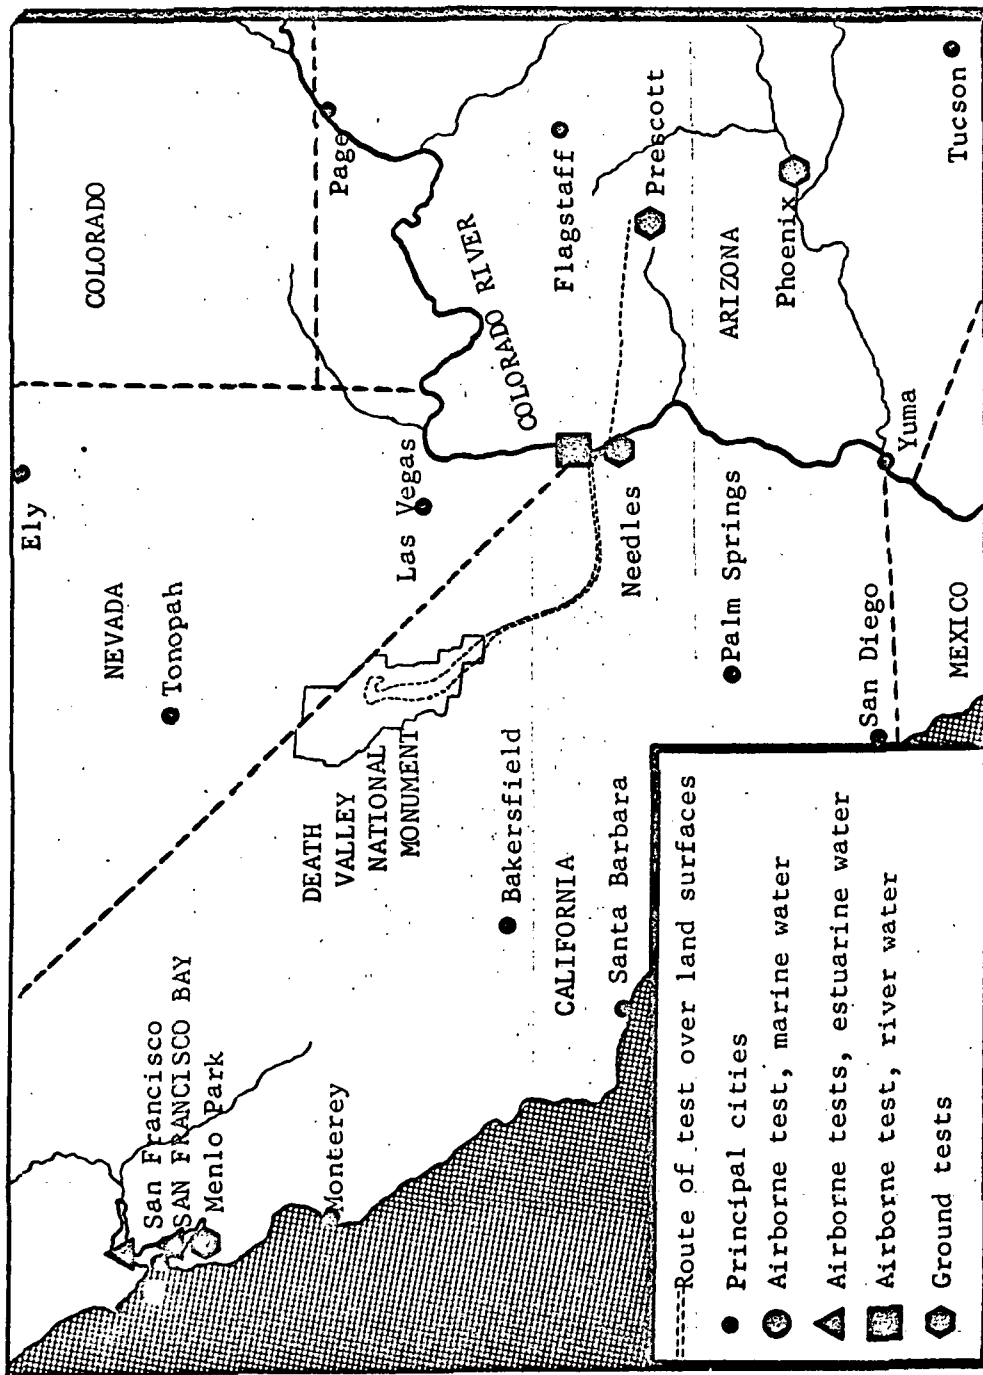 Ely
NEVADA
Tonopah
COLORADO
Page
Las Vegas
COLORADO RIVER
Flagstaff
Prescott
ARIZONA
Phoenix
Tucson
Yuma
Needles
Palm Springs
San Diego
MEXICO
DEATH
VALLEY
NATIONAL
MONUMENT
Bakersfield
CALIFORNIA
Santa Barbara
San Francisco
SAN FRANCISCO BAY
Menlo Park
Monterey
Route of test over land surfaces
Principal cities
Airborne test, marine water
Airborne tests, estuarine water
Airborne test, river water
Ground tests